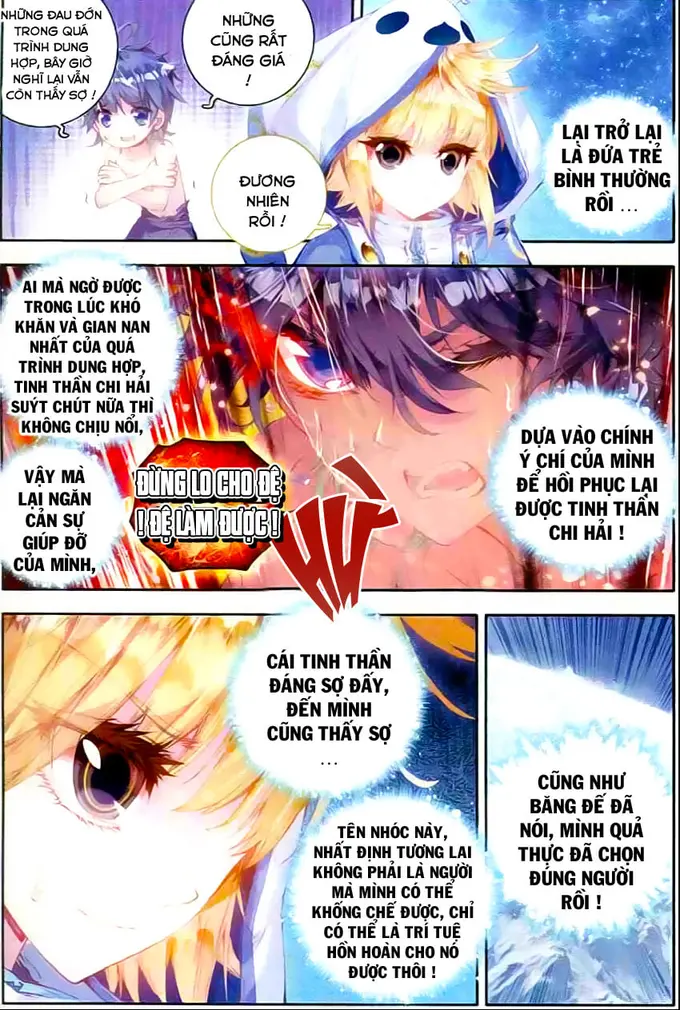 NHỮNG ĐAU ĐỚN
TRONG QUÁ
TRÌNH DUNG
HỢP, BÂY GIỜ
NGHĨ LẠI VẪN
CÒN THẤY SỢ !
NHỮNG
CŨNG RẤT
ĐÁNG GIÁ
!
ĐƯƠNG
NHIÊN
RỒI !
LẠI TRỞ LẠI
LÀ ĐỨA TRẺ
BÌNH THƯỜNG
RỒI ...
AI MÀ NGỜ ĐƯỢC
TRONG LÚC KHÓ
KHĂN VÀ GIAN NAN
NHẤT CỦA QUÁ
TRÌNH DUNG HỢP,
TINH THẦN CHI HẢI
SUÝT CHÚT NỮA THÌ
KHÔNG CHỊU NỔI,
VẬY MÀ
LẠI NGĂN
CẢN SỰ
GIÚP ĐỠ
CỦA MÌNH,
ĐỪNG LO CHO ĐỆ
! ĐỆ LÀM ĐƯỢC !
HỪ
DỰA VÀO CHÍNH
Ý CHÍ CỦA MÌNH
ĐỂ HỒI PHỤC LẠI
ĐƯỢC TINH THẦN
CHI HẢI !
CÁI TINH THẦN
ĐÁNG SỢ ĐẤY,
ĐẾN MÌNH
CŨNG THẤY SỢ
...
TÊN NHÓC NÀY,
NHẤT ĐỊNH TƯƠNG LAI
KHÔNG PHẢI LÀ NGƯỜI
MÀ MÌNH CÓ THỂ
KHỐNG CHẾ ĐƯỢC, CHỈ
CÓ THỂ LÀ TRÍ TUỆ
HỒN HOÀN CHO NÓ
ĐƯỢC THÔI !
CŨNG NHƯ
BĂNG ĐẾ ĐÃ
NÓI, MÌNH QUẢ
THỰC ĐÃ CHỌN
ĐÚNG NGƯỜI
RỒI !